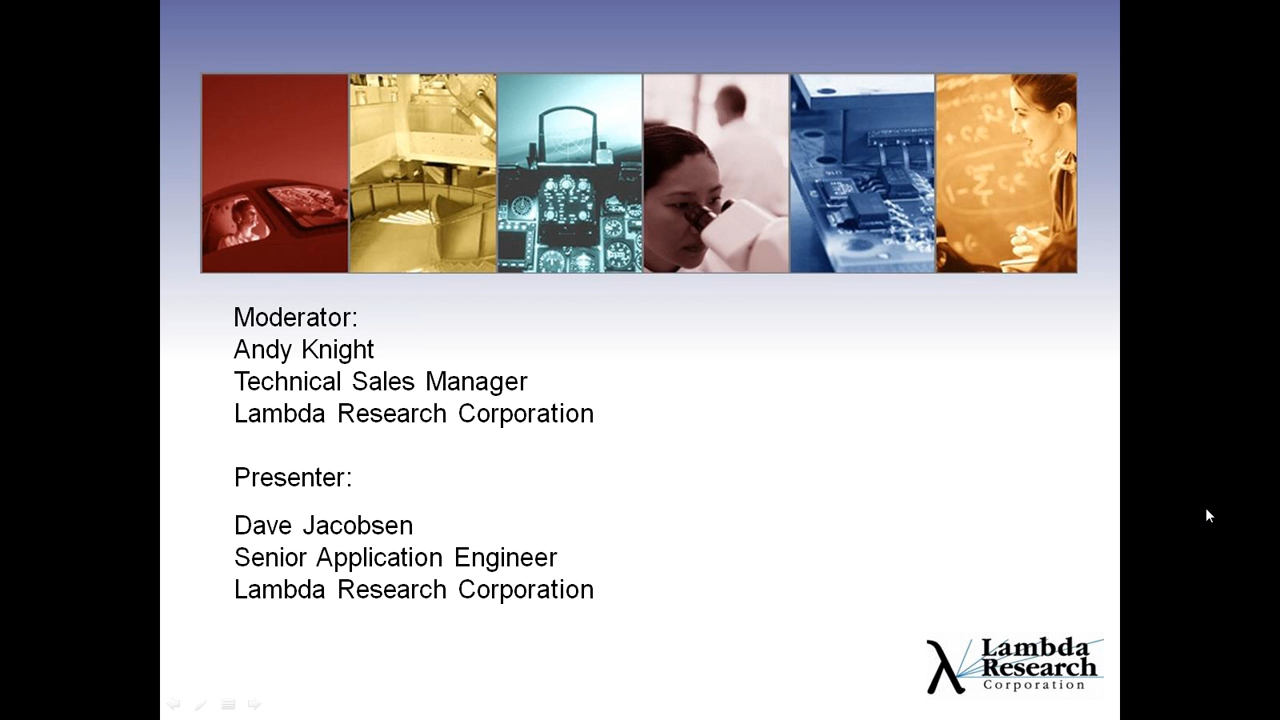 Moderator:
Andy Knight
Technical Sales Manager
Lambda Research Corporation
Presenter:
Dave Jacobsen
Senior Application Engineer
Lambda Research Corporation
λ Lambda
Research
Corporation